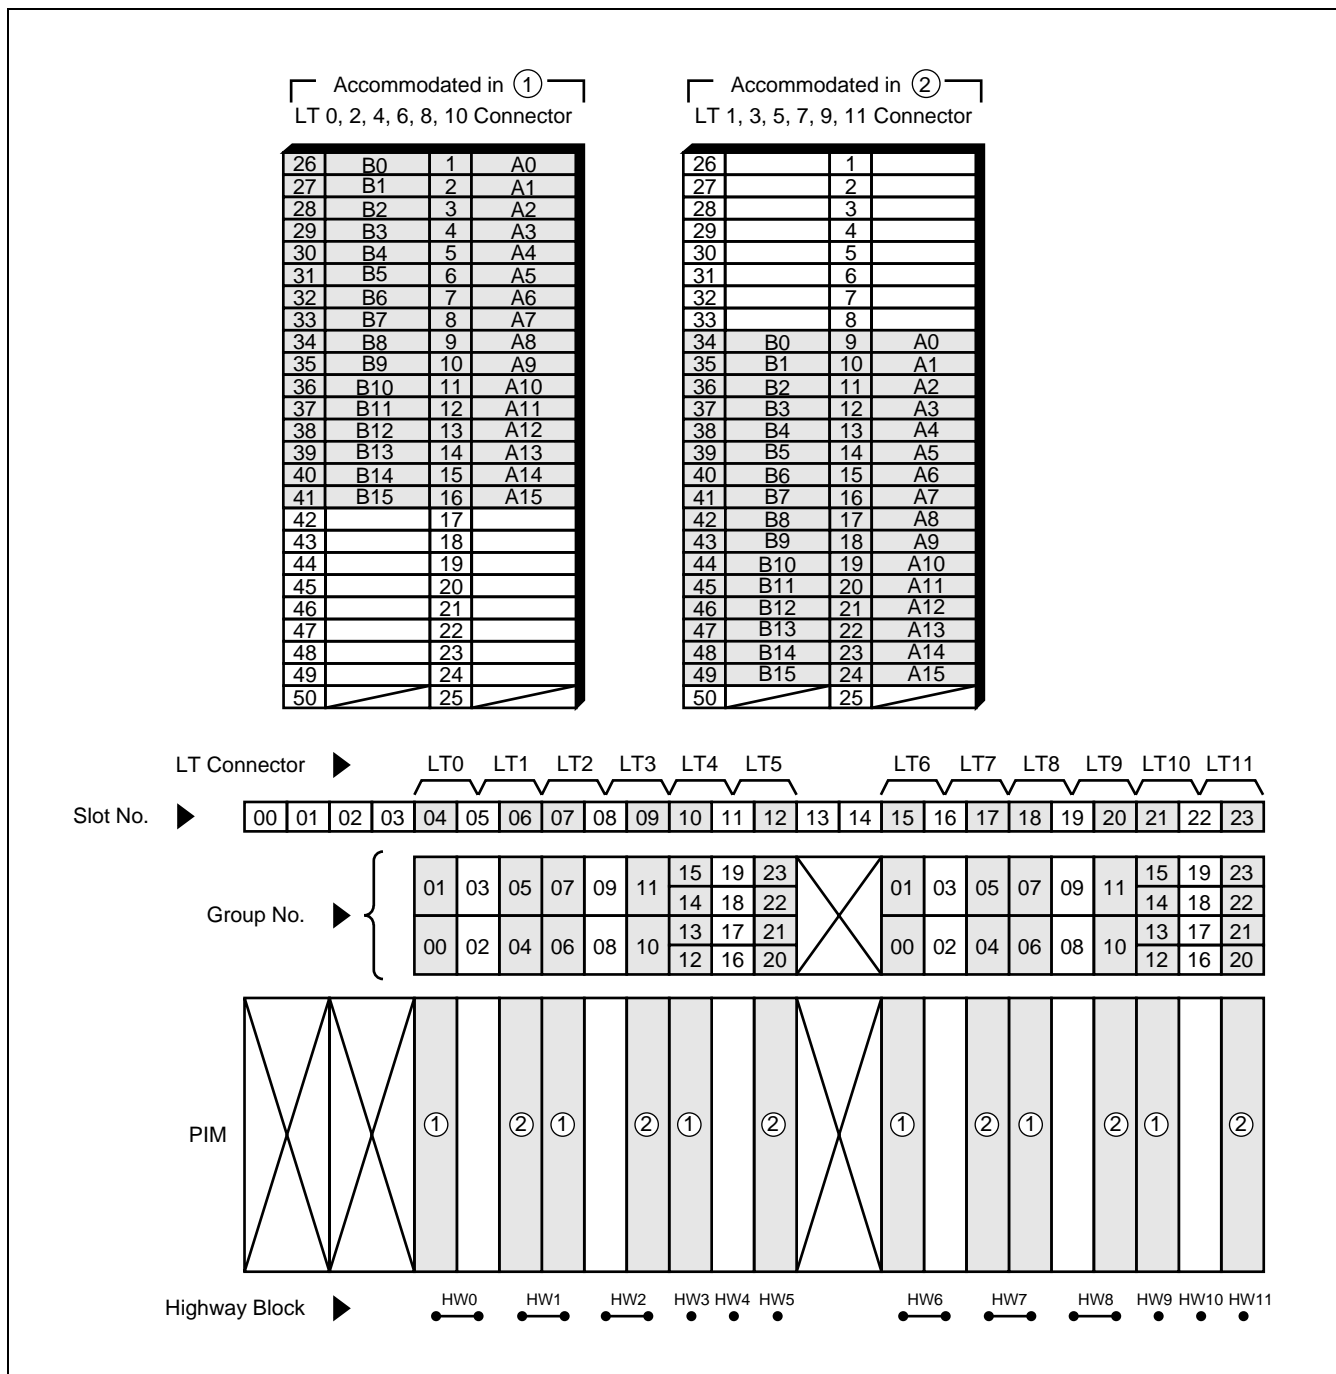 Accommodated in ①
LT 0, 2, 4, 6, 8, 10 Connector
26 B0 1 A0
27 B1 2 A1
28 B2 3 A2
29 B3 4 A3
30 B4 5 A4
31 B5 6 A5
32 B6 7 A6
33 B7 8 A7
34 B8 9 A8
35 B9 10 A9
36 B10 11 A10
37 B11 12 A11
38 B12 13 A12
39 B13 14 A13
40 B14 15 A14
41 B15 16 A15
42 17
43 18
44 19
45 20
46 21
47 22
48 23
49 24
50 25
Accommodated in ②
LT 1, 3, 5, 7, 9, 11 Connector
26 1
27 2
28 3
29 4
30 5
31 6
32 7
33 8
34 B0 9 A0
35 B1 10 A1
36 B2 11 A2
37 B3 12 A3
38 B4 13 A4
39 B5 14 A5
40 B6 15 A6
41 B7 16 A7
42 B8 17 A8
43 B9 18 A9
44 B10 19 A10
45 B11 20 A11
46 B12 21 A12
47 B13 22 A13
48 B14 23 A14
49 B15 24 A15
50 25
LT Connector LT0 LT1 LT2 LT3 LT4 LT5 LT6 LT7 LT8 LT9 LT10 LT11
Slot No. 00 01 02 03 04 05 06 07 08 09 10 11 12 13 14 15 16 17 18 19 20 21 22 23
Group No.
01 03 05 07 09 11 15 19 23 01 03 05 07 09 11 15 19 23
14 18 22 14 18 22
00 02 04 06 08 10 13 17 21 00 02 04 06 08 10 13 17 21
12 16 20 12 16 20
PIM ① ② ① ② ① ② ① ② ① ② ① ②
Highway Block HW0 HW1 HW2 HW3 HW4 HW5 HW6 HW7 HW8 HW9 HW10 HW11